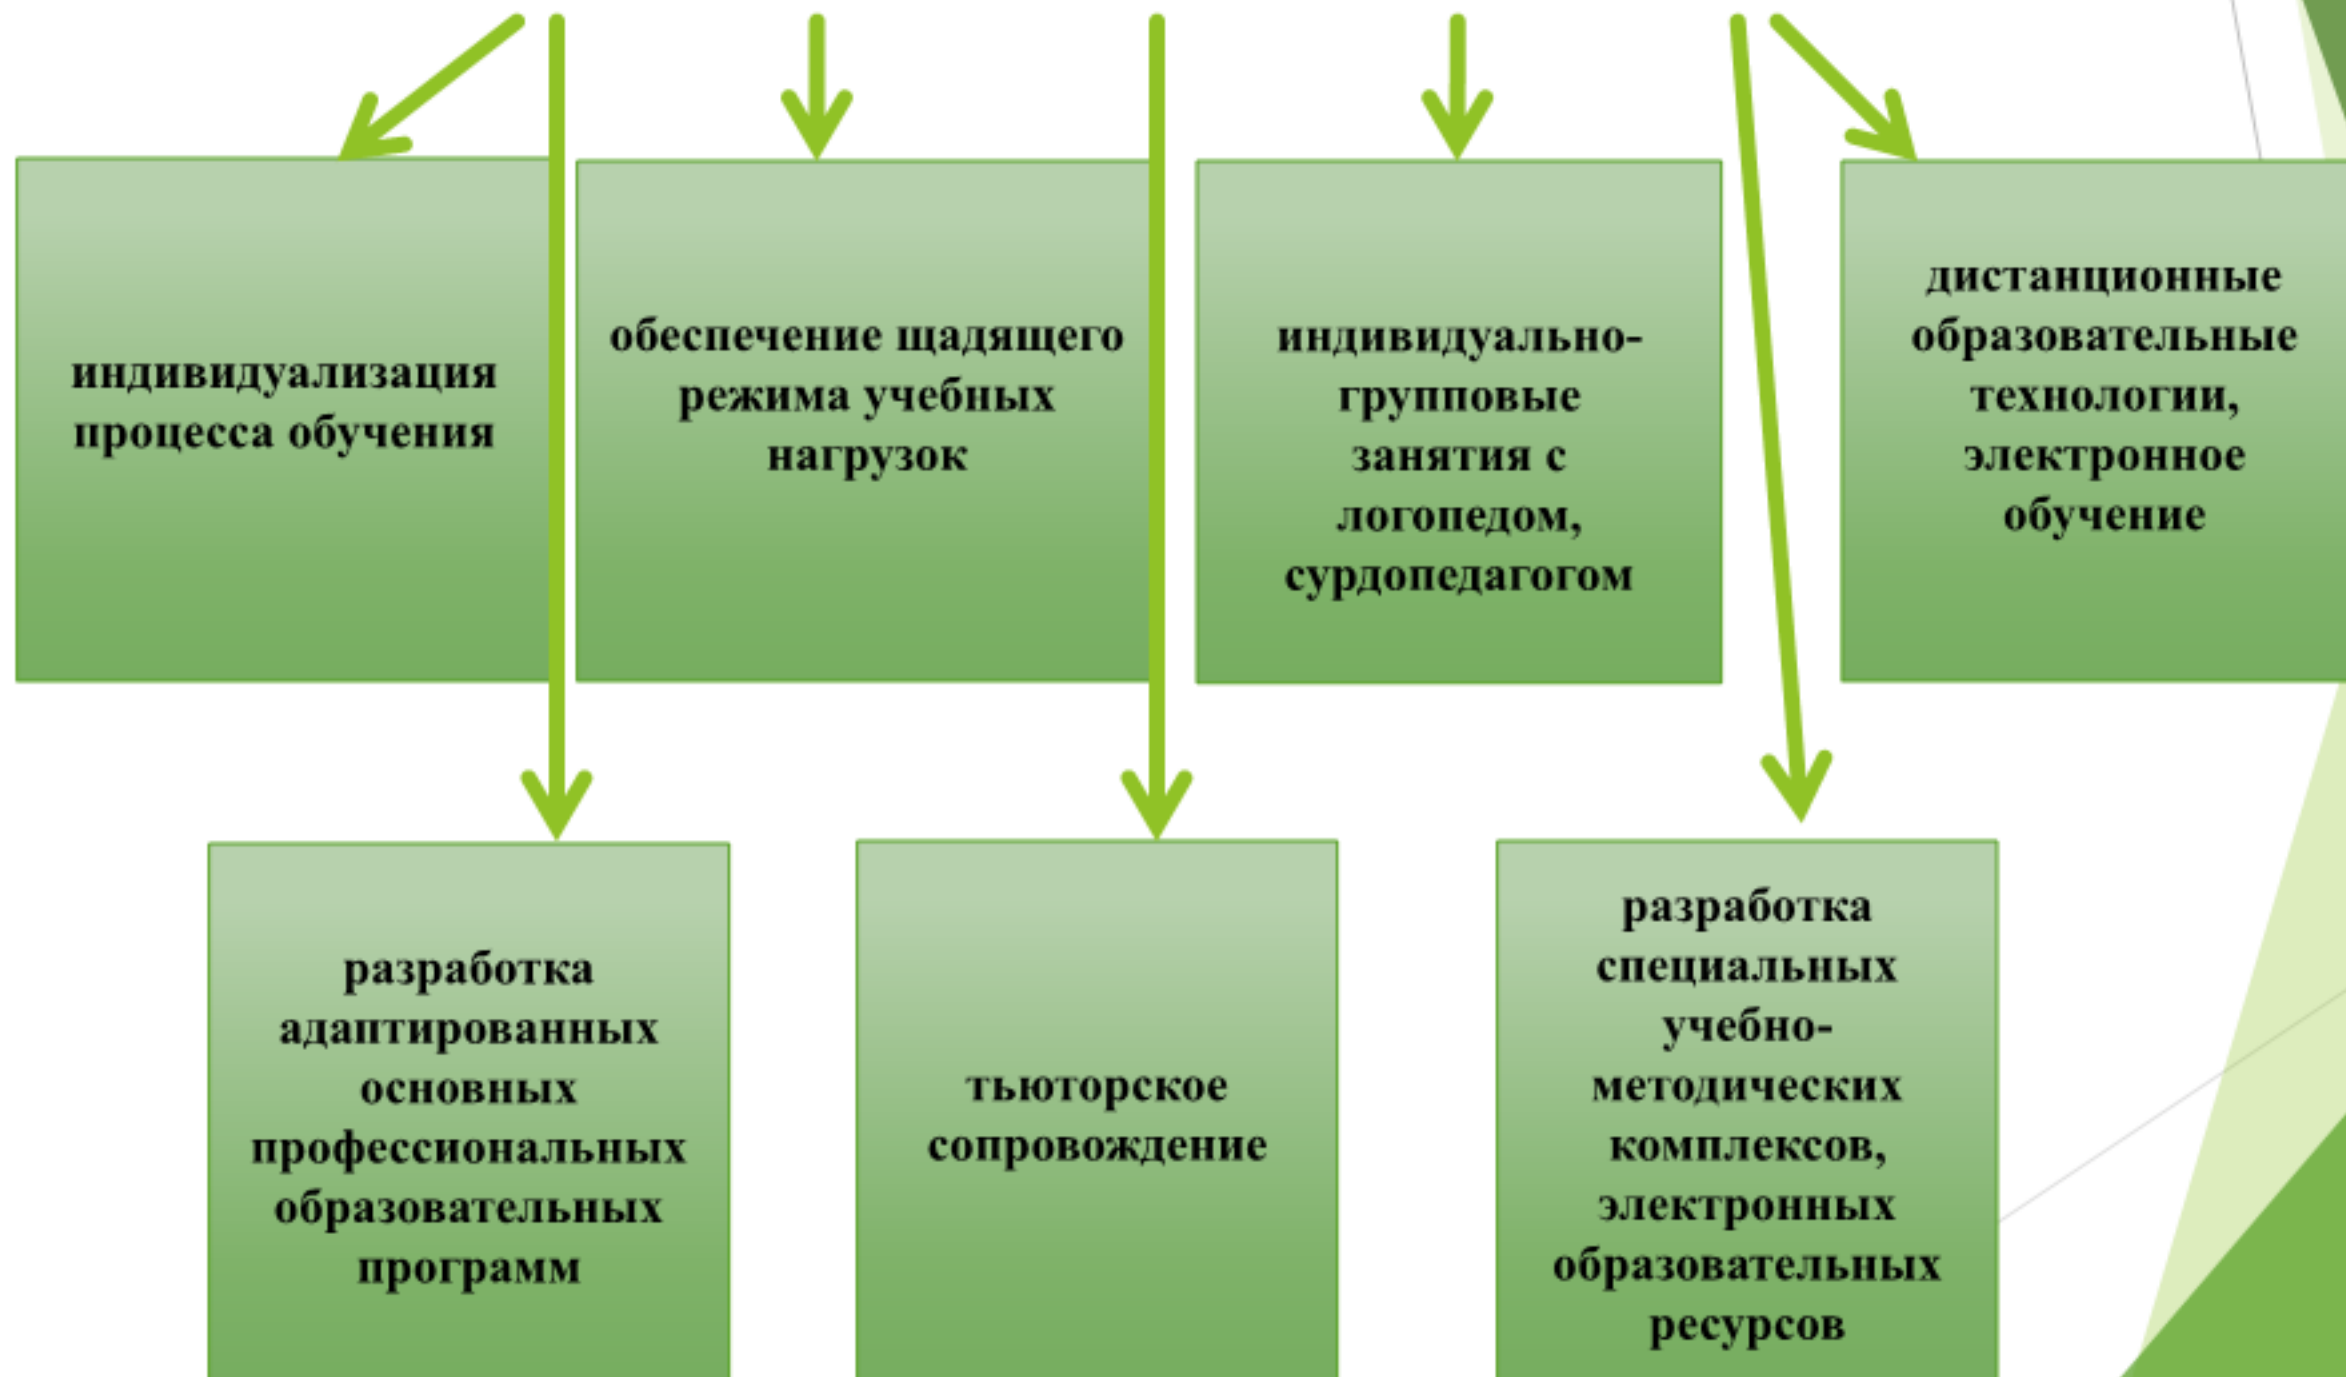 индивидуализация
процесса обучения
обеспечение щадящего
режима учебных
нагрузок
индивидуально-
групповые
занятия с
логопедом,
сурдопедагогом
дистанционные
образовательные
технологии,
электронное
обучение
разработка
адаптированных
основных
профессиональных
образовательных
программ
тьюторское
сопровождение
разработка
специальных
учебно-
методических
комплексов,
электронных
образовательных
ресурсов